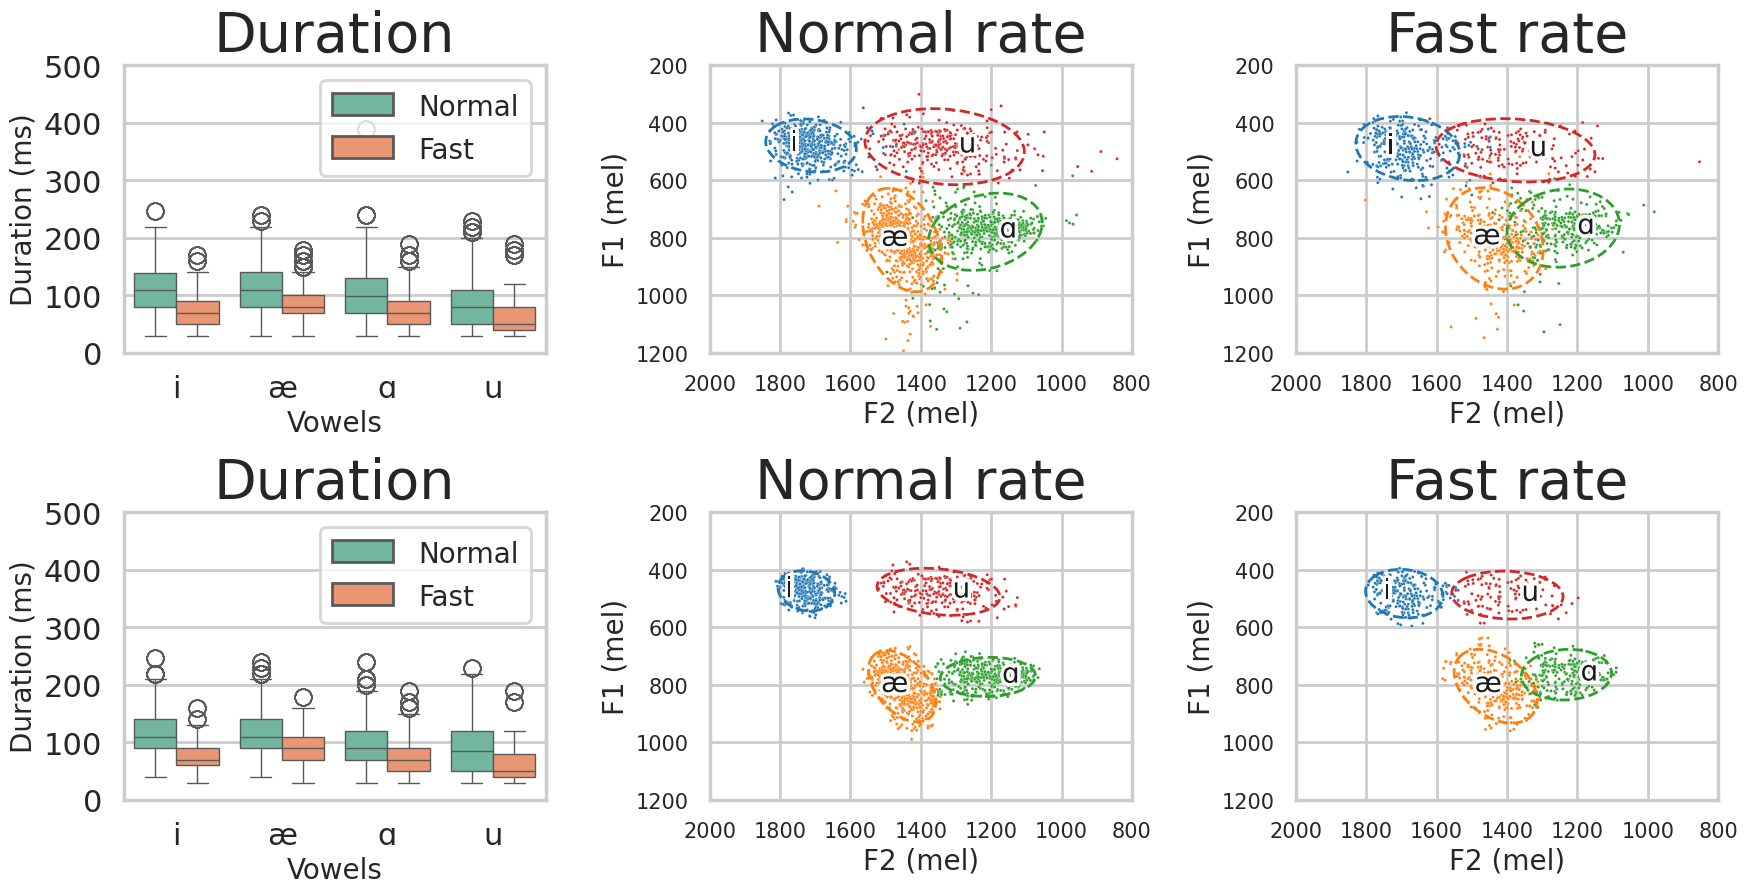 Duration
Normal rate
Fast rate
500
400
300
200
100
0
Duration (ms)
Normal
Fast
i
æ
ɑ
u
Vowels
200
400
600
800
1000
1200
F1 (mel)
i
u
æ
ɑ
2000
1800
1600
1400
1200
1000
800
F2 (mel)
200
400
600
800
1000
1200
F1 (mel)
i
u
æ
ɑ
2000
1800
1600
1400
1200
1000
800
F2 (mel)
Duration
Normal rate
Fast rate
500
400
300
200
100
0
Duration (ms)
Normal
Fast
i
æ
ɑ
u
Vowels
200
400
600
800
1000
1200
F1 (mel)
i
u
æ
ɑ
2000
1800
1600
1400
1200
1000
800
F2 (mel)
200
400
600
800
1000
1200
F1 (mel)
i
u
æ
ɑ
2000
1800
1600
1400
1200
1000
800
F2 (mel)